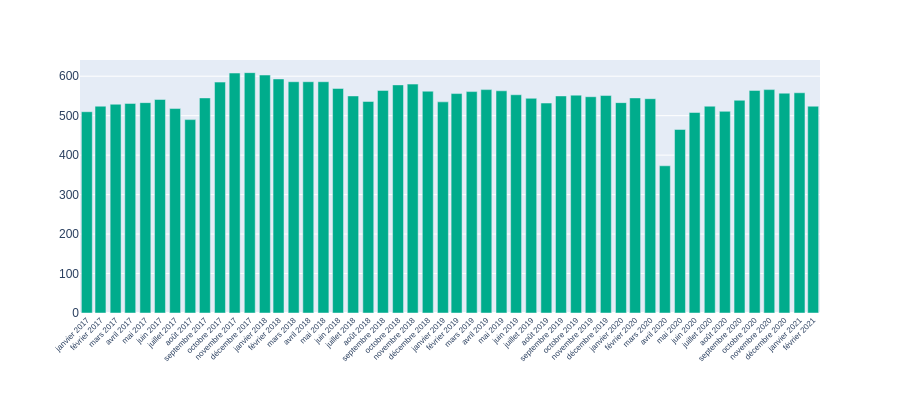 600
500
400
300
200
100
0
janvier 2017
février 2017
mars 2017
avril 2017
mai 2017
juin 2017
juillet 2017
août 2017
septembre 2017
octobre 2017
novembre 2017
décembre 2017
janvier 2018
février 2018
mars 2018
avril 2018
mai 2018
juin 2018
juillet 2018
août 2018
septembre 2018
octobre 2018
novembre 2018
décembre 2018
janvier 2019
février 2019
mars 2019
avril 2019
mai 2019
juin 2019
juillet 2019
août 2019
septembre 2019
octobre 2019
novembre 2019
décembre 2019
janvier 2020
février 2020
mars 2020
avril 2020
mai 2020
juin 2020
juillet 2020
août 2020
septembre 2020
octobre 2020
novembre 2020
décembre 2020
janvier 2021
février 2021